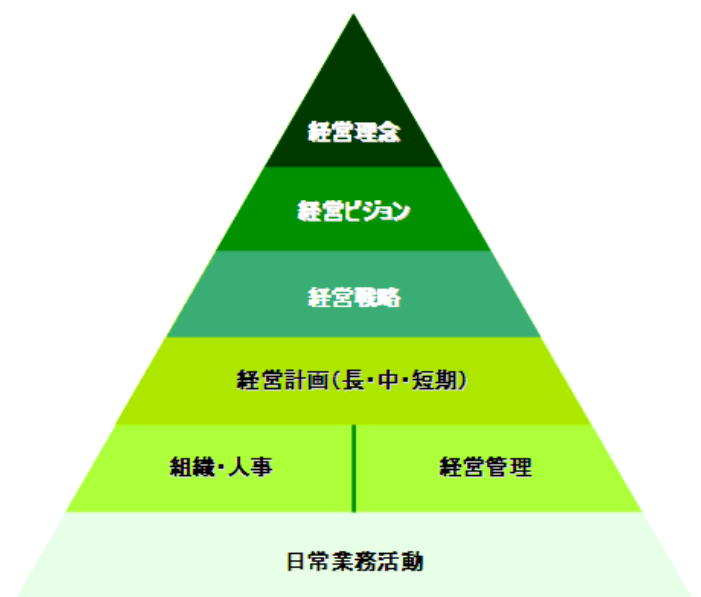 経営理念
経営ビジョン
経営戦略
経営計画(長・中・短期)
組織・人事
経営管理
日常業務活動